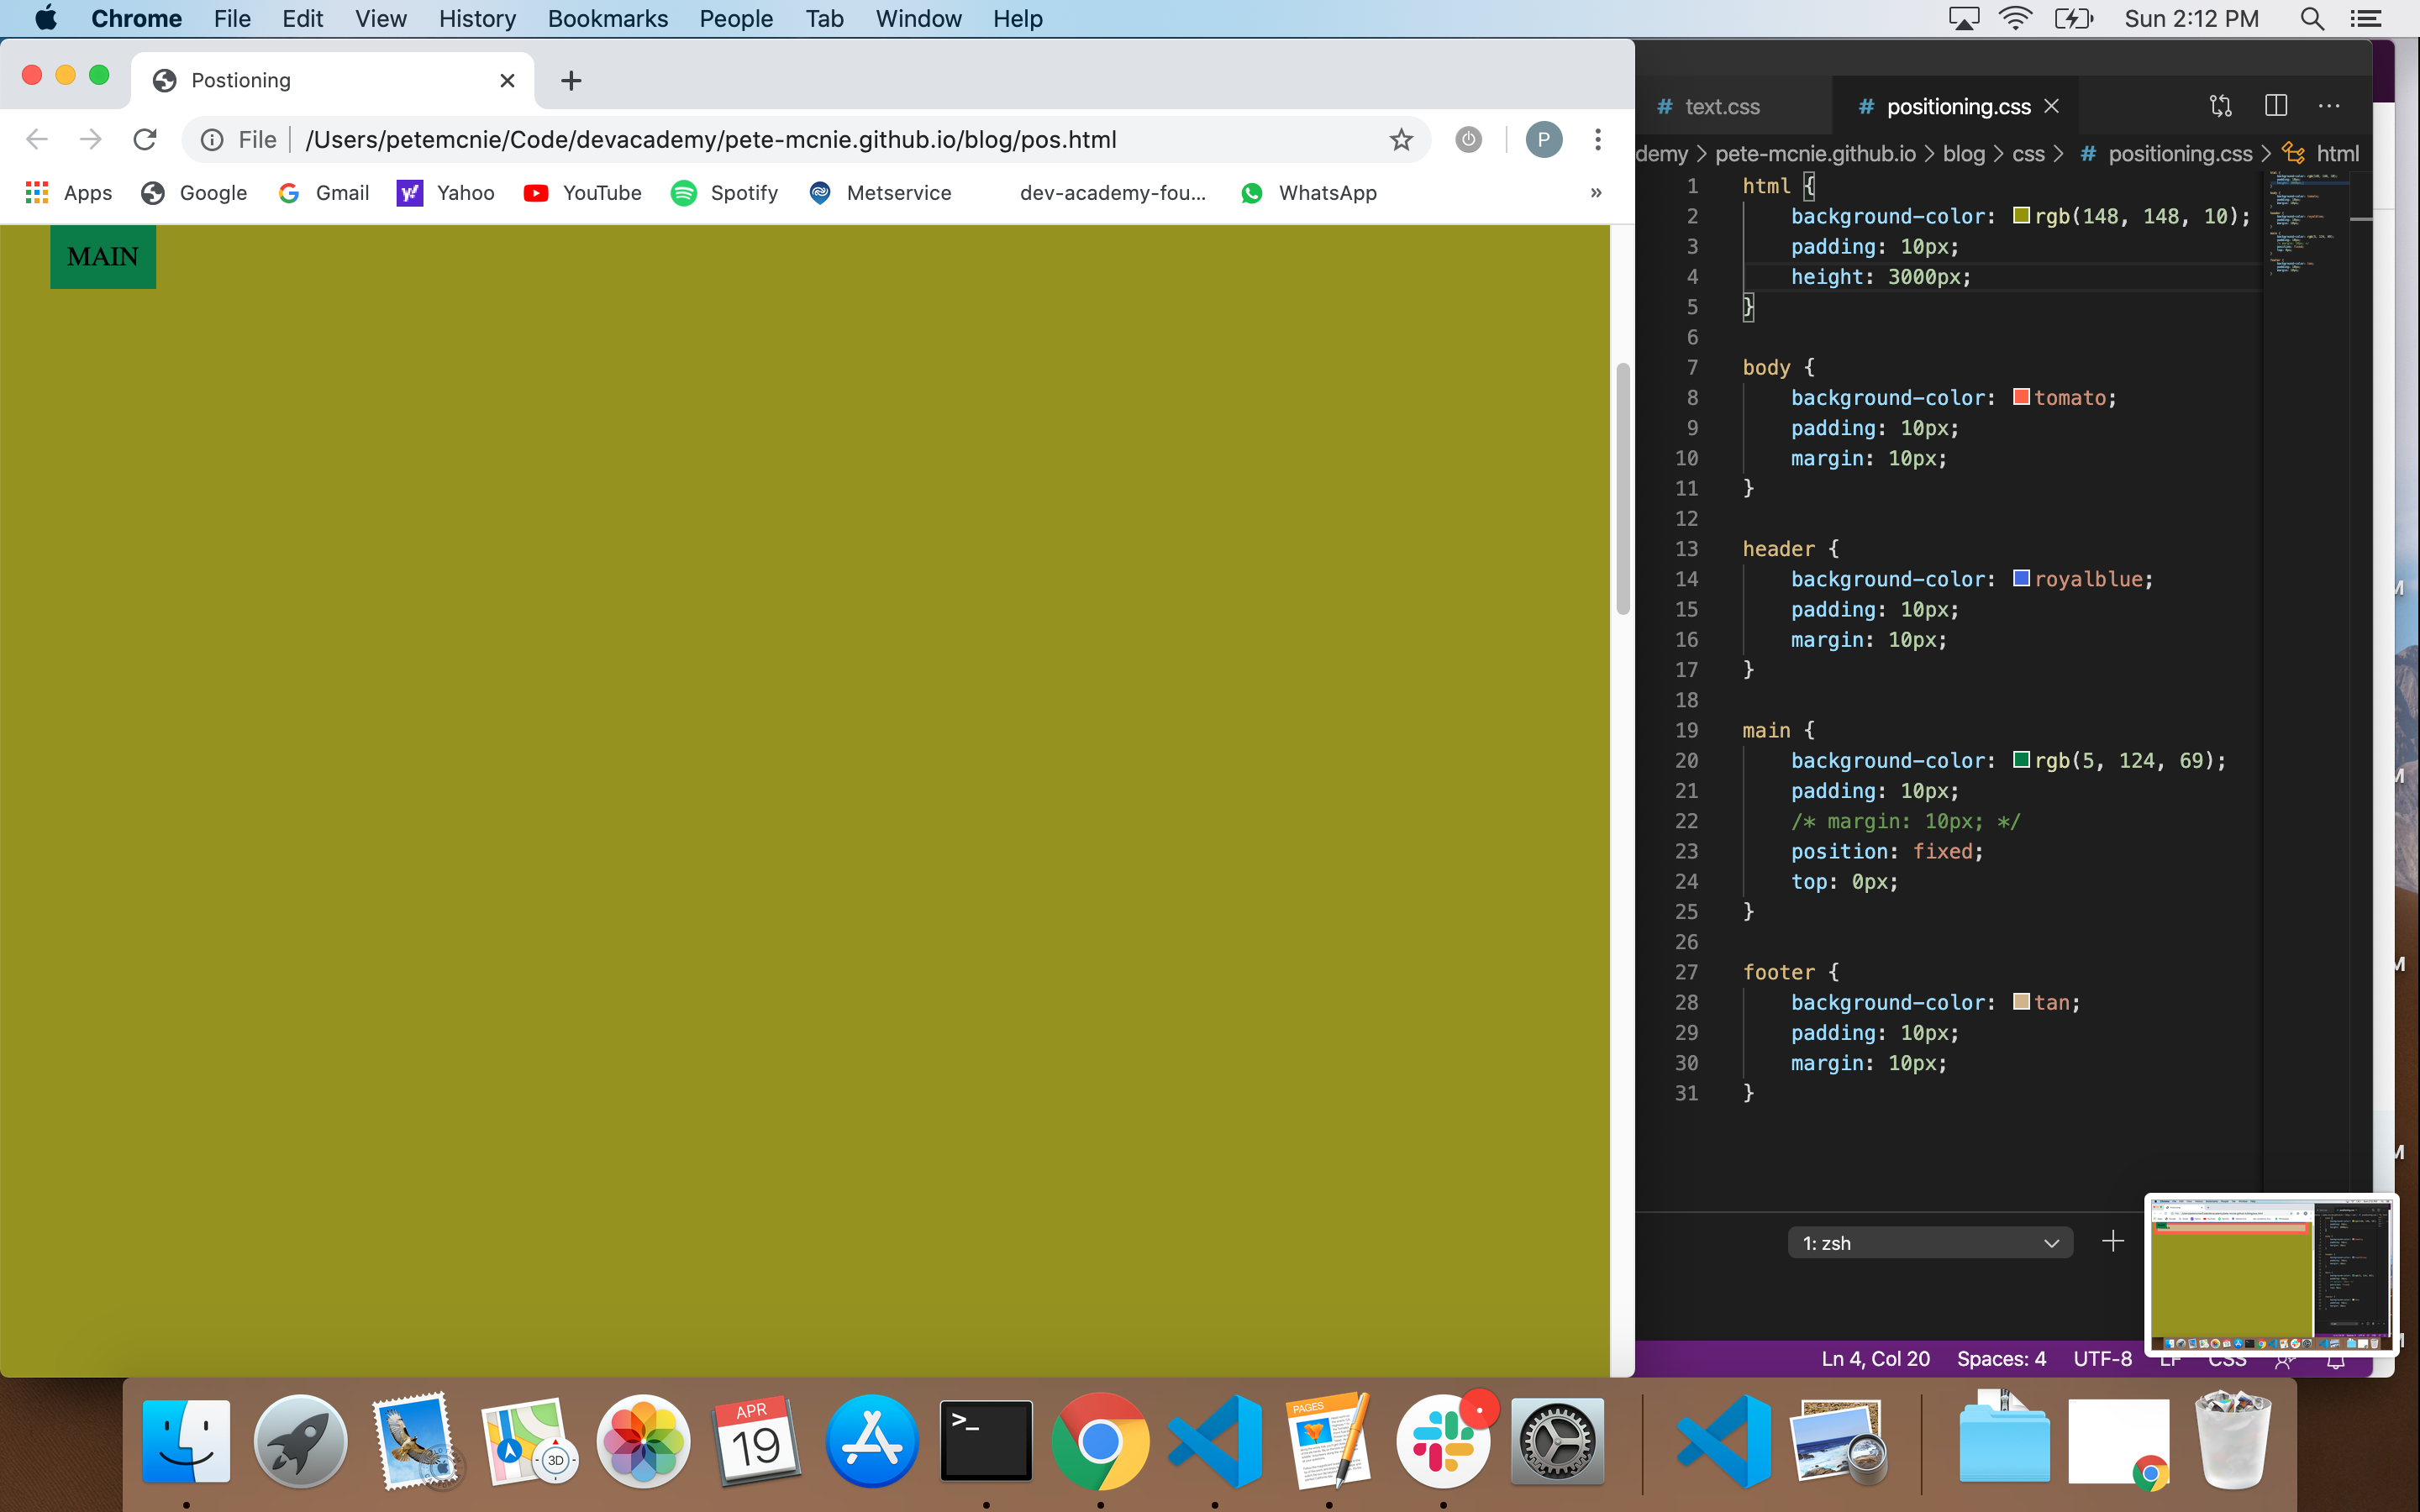 Chrome File Edit View History Bookmarks People Tab Window Help Sun 2:12 PM
Postioning
File /Users/petemcnie/Code/devacademy/pete-mcnie.github.io/blog/pos.html P
Apps Google Gmail Yahoo YouTube Spotify Metservice dev-academy-fou... WhatsApp »
MAIN
# text.css # positioning.css
demy > pete-mcnie.github.io > blog > css > # positioning.css > html
1 html {
2 background-color: rgb(148, 148, 10);
3 padding: 10px;
4 height: 3000px;
5 }
6
7 body {
8 background-color: tomato;
9 padding: 10px;
10 margin: 10px;
11 }
12
13 header {
14 background-color: royalblue;
15 padding: 10px;
16 margin: 10px;
17 }
18
19 main {
20 background-color: rgb(5, 124, 69);
21 padding: 10px;
22 /* margin: 10px; */
23 position: fixed;
24 top: 0px;
25 }
26
27 footer {
28 background-color: tan;
29 padding: 10px;
30 margin: 10px;
31 }
1: zsh
Ln 4, Col 20 Spaces: 4 UTF-8 LF CSS
APR
19
3D
>_
PAGES